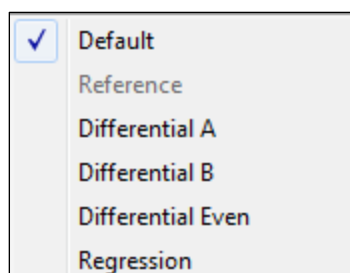 Default
Reference
Differential A
Differential B
Differential Even
Regression